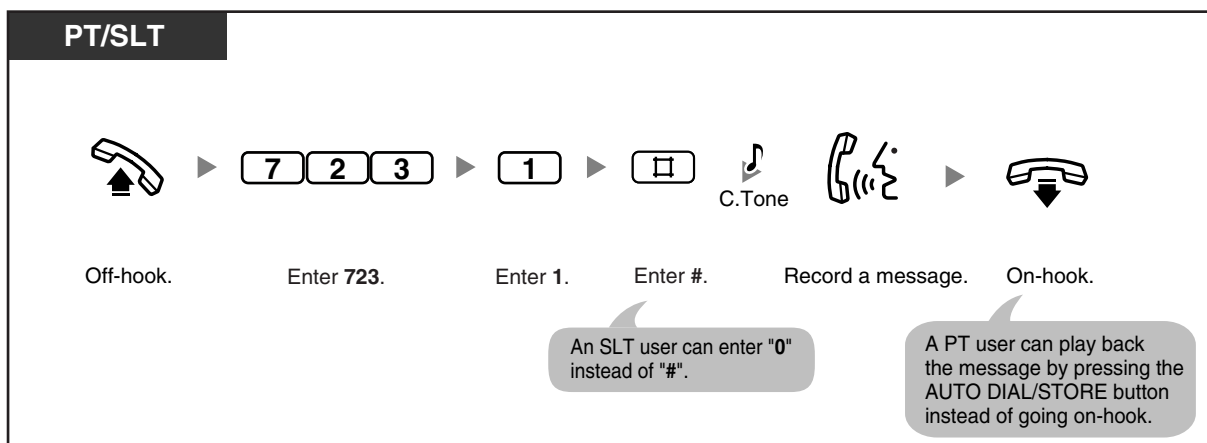 PT/SLT
7 2 3 1 #
C.Tone
Off-hook. Enter 723. Enter 1. Enter #. Record a message. On-hook.
An SLT user can enter "0"
instead of "#".
A PT user can play back
the message by pressing the
AUTO DIAL/STORE button
instead of going on-hook.